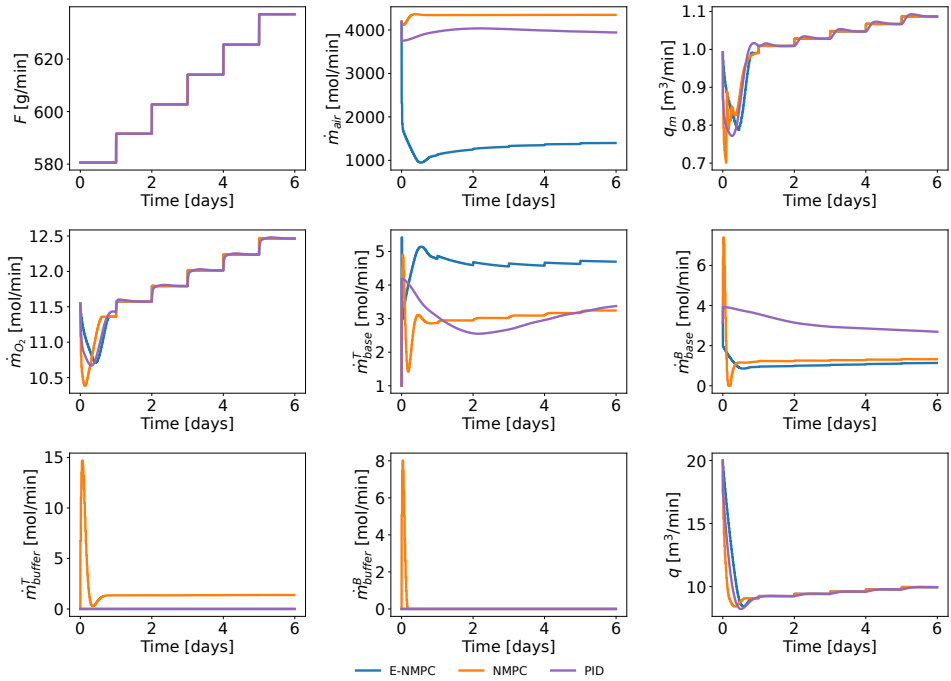 F [g/min]
580
600
620
0 2 4 6
Time [days]
ṁ_air [mol/min]
1000
2000
3000
4000
0 2 4 6
Time [days]
q_m [m³/min]
0.7
0.8
0.9
1.0
1.1
0 2 4 6
Time [days]
ṁ_O₂ [mol/min]
10.5
11.0
11.5
12.0
12.5
0 2 4 6
Time [days]
ṁ^T_base [mol/min]
1
2
3
4
5
0 2 4 6
Time [days]
ṁ^B_base [mol/min]
0
2
4
6
0 2 4 6
Time [days]
ṁ^T_buffer [mol/min]
0
5
10
15
0 2 4 6
Time [days]
ṁ^B_buffer [mol/min]
0
2
4
6
8
0 2 4 6
Time [days]
q [m³/min]
10
15
20
0 2 4 6
Time [days]
E-NMPC NMPC PID